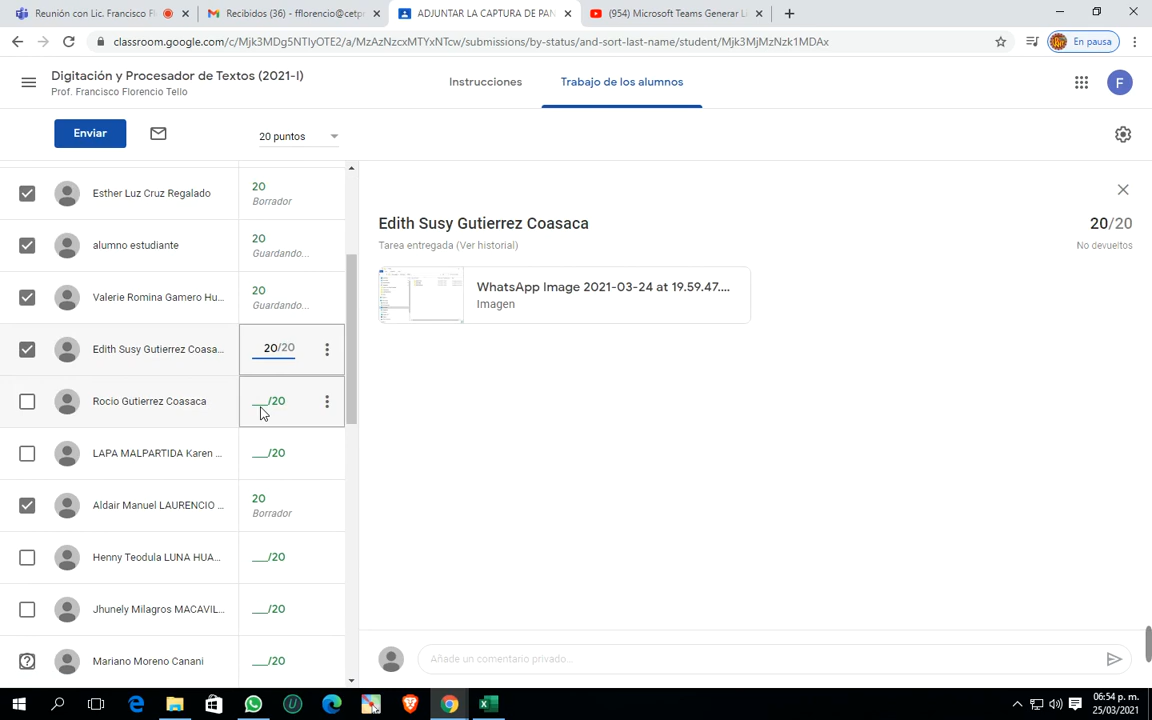 Reunión con Lic. Francisco F
Recibidos (36) - fflorencio@cetpr
ADJUNTAR LA CAPTURA DE PAN
(954) Microsoft Teams Generar L
classroom.google.com/c/Mjk3MDg5NTIyOTE2/a/MzAzNzcxMTYxNTcw/submissions/by-status/and-sort-last-name/student/Mjk3MjMzNzk1MDAx
En pausa
Digitación y Procesador de Textos (2021-I)
Prof. Francisco Florencio Tello
Instrucciones
Trabajo de los alumnos
F
Enviar
20 puntos
Esther Luz Cruz Regalado
20
Borrador
alumno estudiante
20
Guardando...
Valerie Romina Gamero Hu...
20
Guardando...
Edith Susy Gutierrez Coasa...
20/20
Rocio Gutierrez Coasaca
___/20
LAPA MALPARTIDA Karen ...
___/20
Aldair Manuel LAURENCIO ...
20
Borrador
Henny Teodula LUNA HUA...
___/20
Jhunely Milagros MACAVIL...
___/20
Mariano Moreno Canani
___/20
Edith Susy Gutierrez Coasaca
20/20
Tarea entregada (Ver historial)
No devueltos
WhatsApp Image 2021-03-24 at 19.59.47....
Imagen
Añade un comentario privado...
06:54 p. m.
25/03/2021